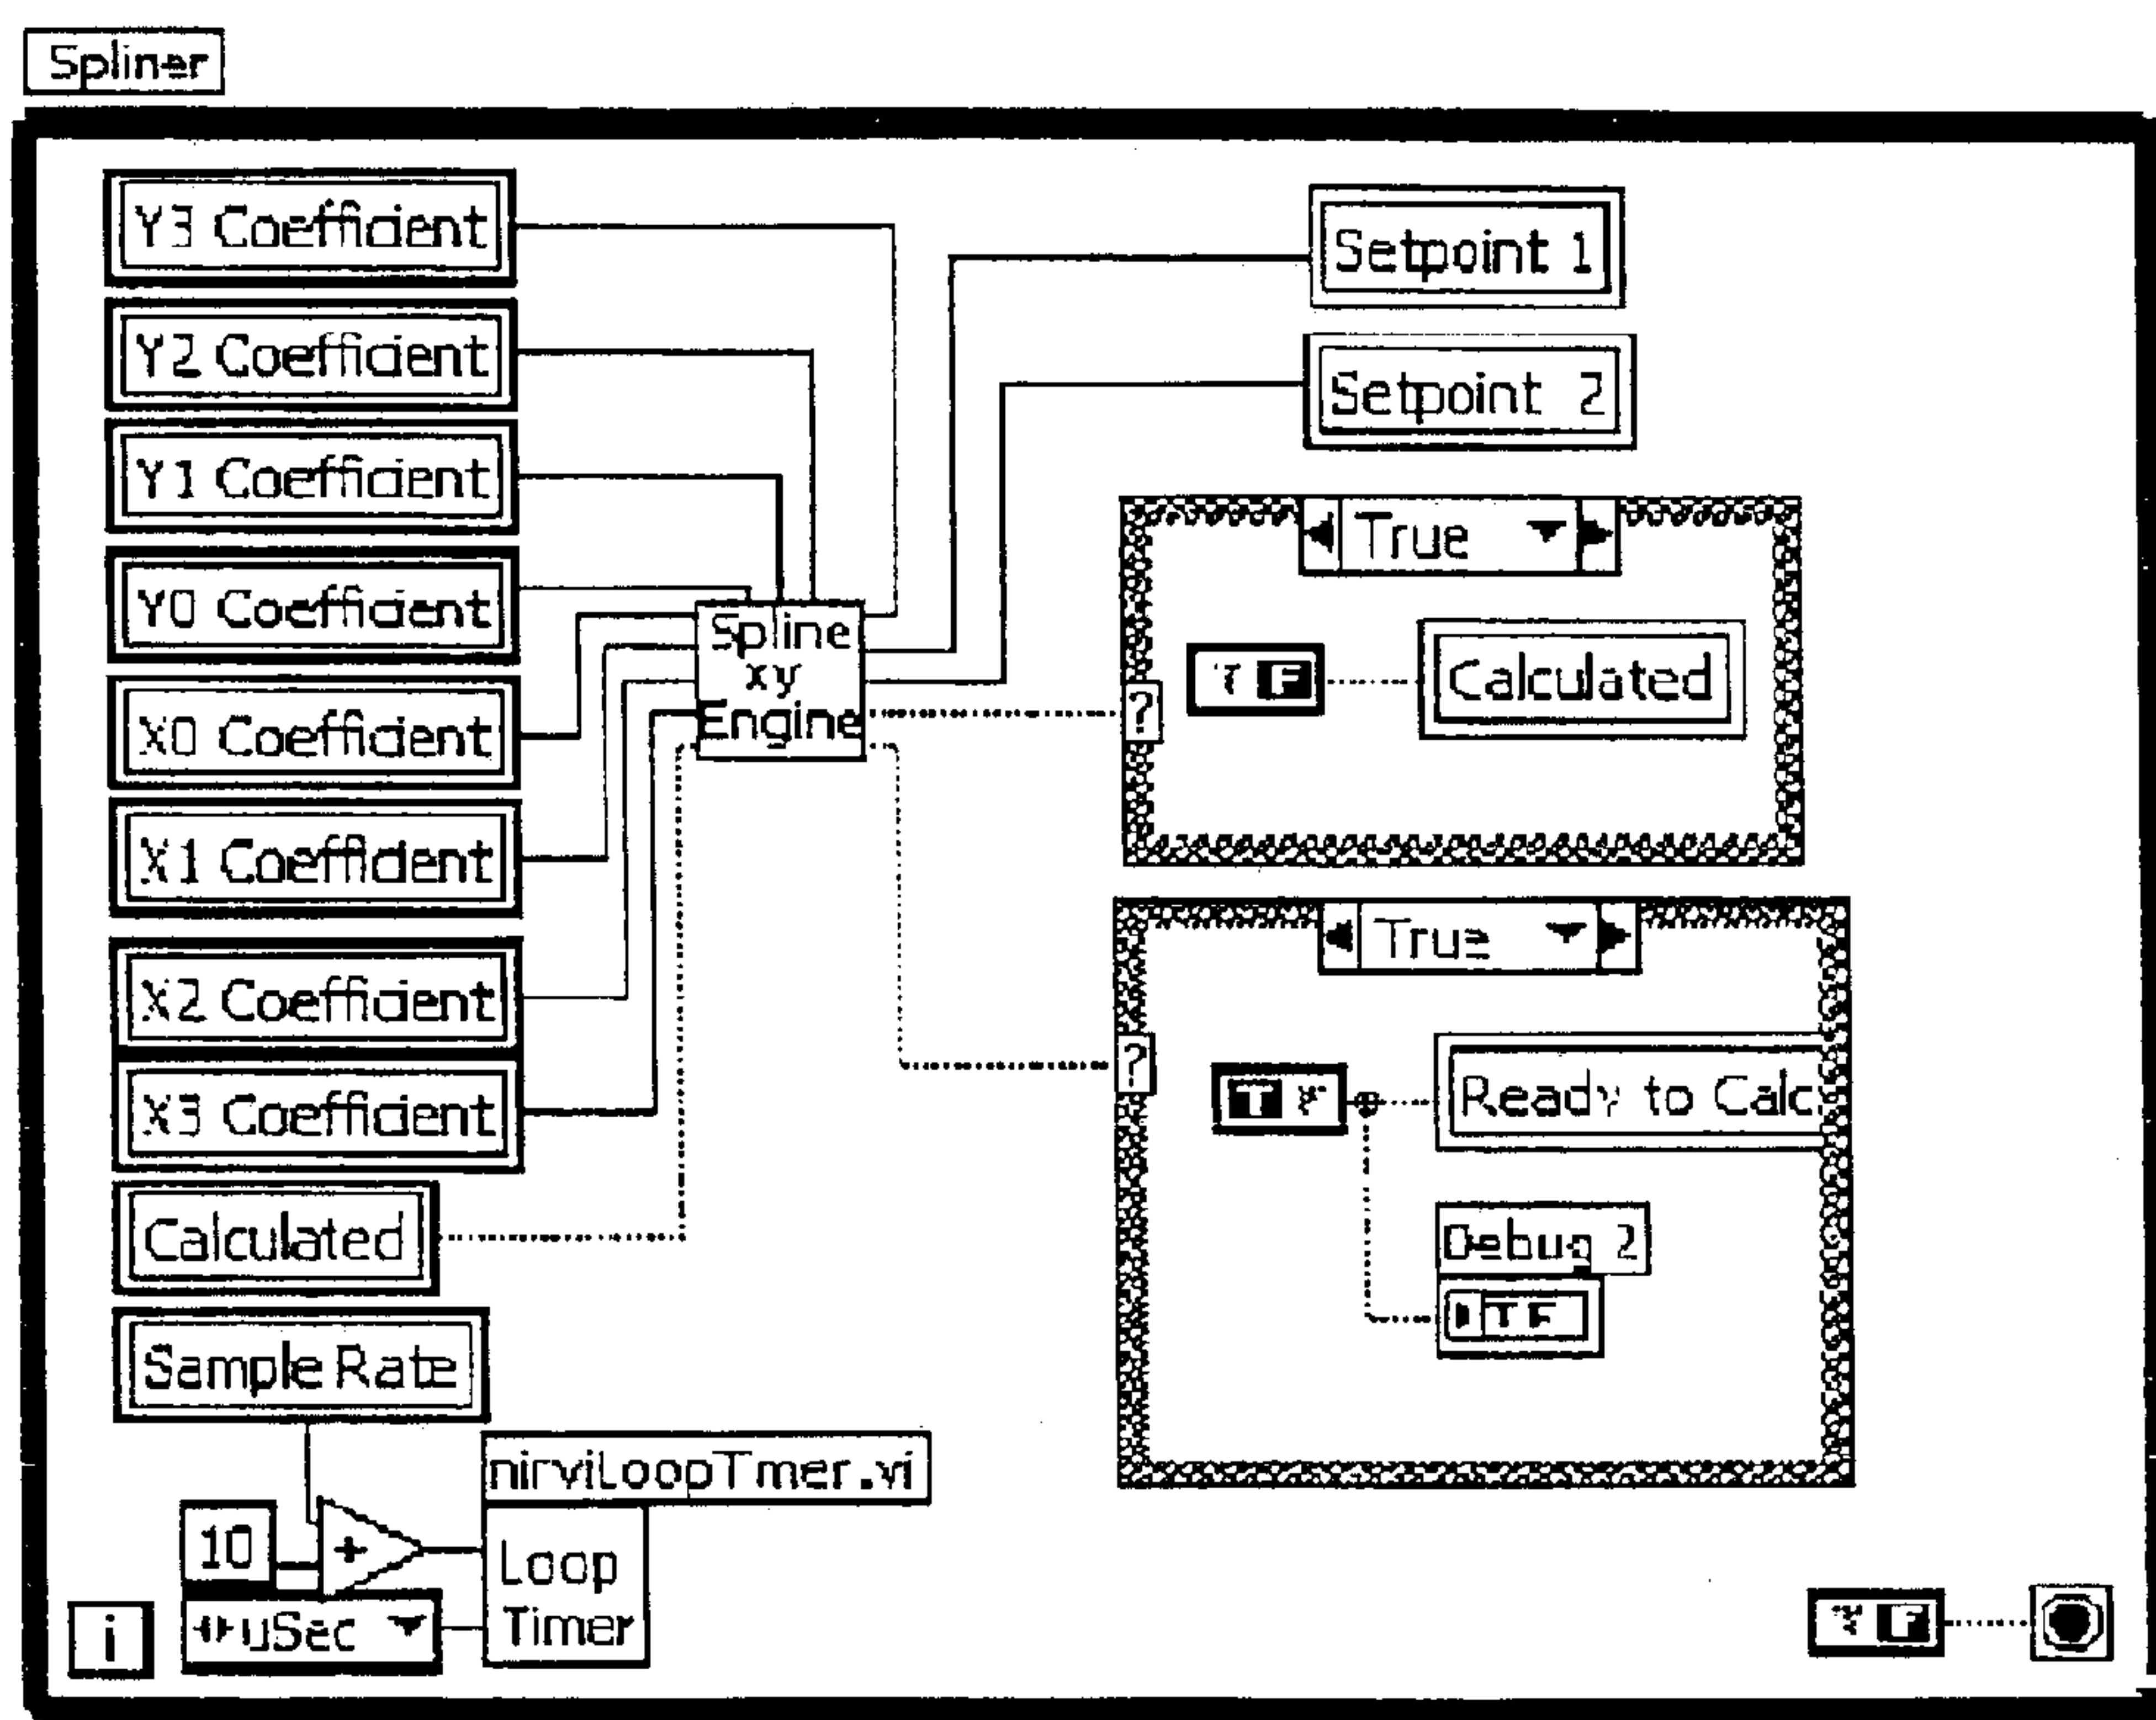 Spliner
Y3 Coefficient
Y2 Coefficient
Y1 Coefficient
Y0 Coefficient
X0 Coefficient
X1 Coefficient
X2 Coefficient
X3 Coefficient
Calculated
Sample Rate
10
+
uSec
i
nirviLoopTimer.vi
Loop
Timer
Spline
xy
Engine
Setpoint 1
Setpoint 2
True
?
T F
Calculated
True
?
T F
Ready to Calc
Debug 2
TF
T F